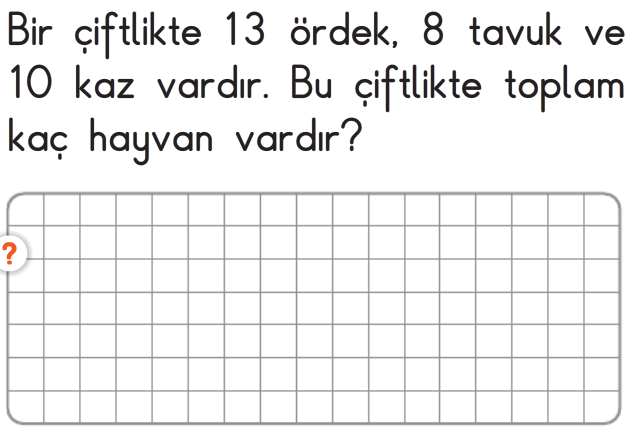 Bir çiftlikte 13 ördek, 8 tavuk ve
10 kaz vardır. Bu çiftlikte toplam
kaç hayvan vardır?
?